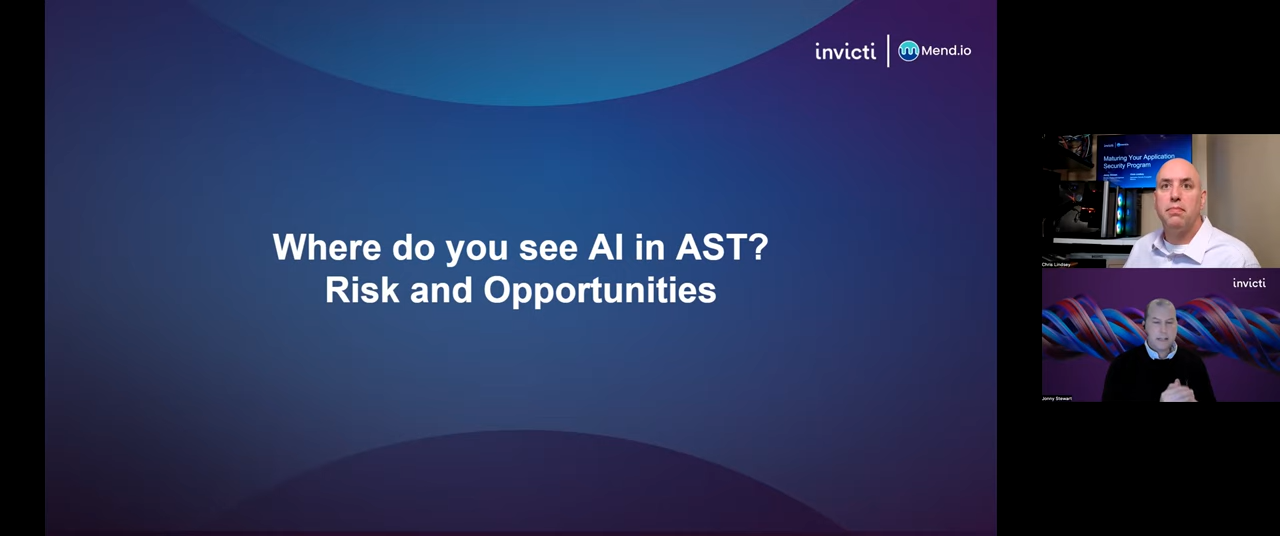 invicti
Mend.io
Where do you see AI in AST?
Risk and Opportunities
Maturing Your Application
Security Program
Chris Lindsey
invicti
Jonny Stewart